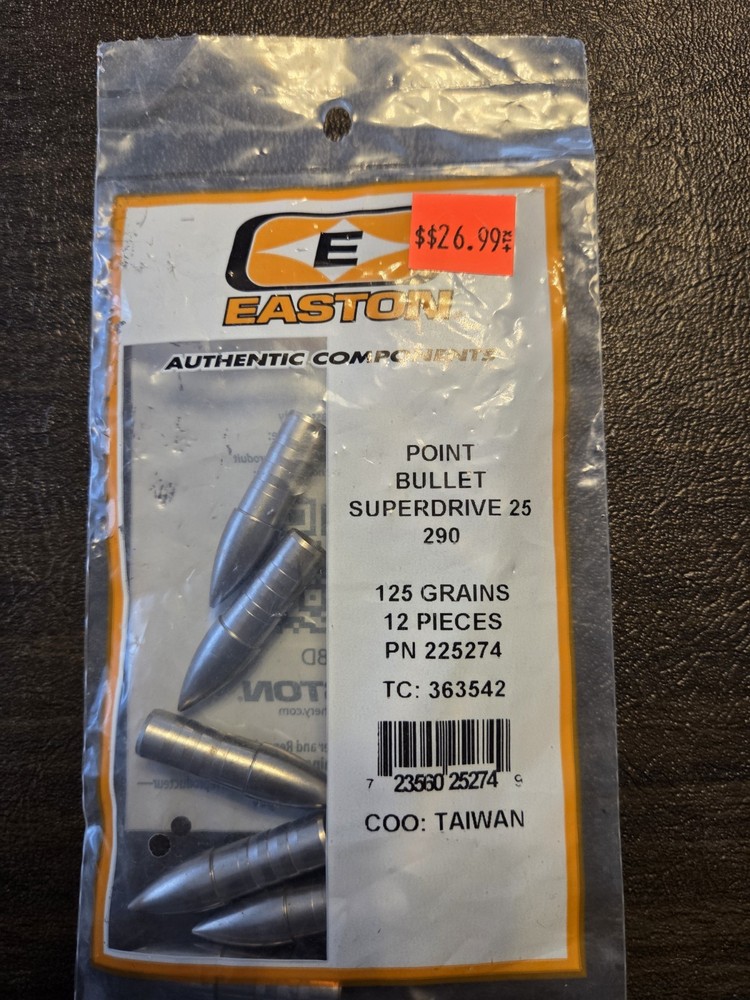 $$26.99
E
EASTON
AUTHENTIC COMPONENTS
POINT
BULLET
SUPERDRIVE 25
290
125 GRAINS
12 PIECES
PN 225274
TC: 363542
7 23560 25274 9
COO: TAIWAN